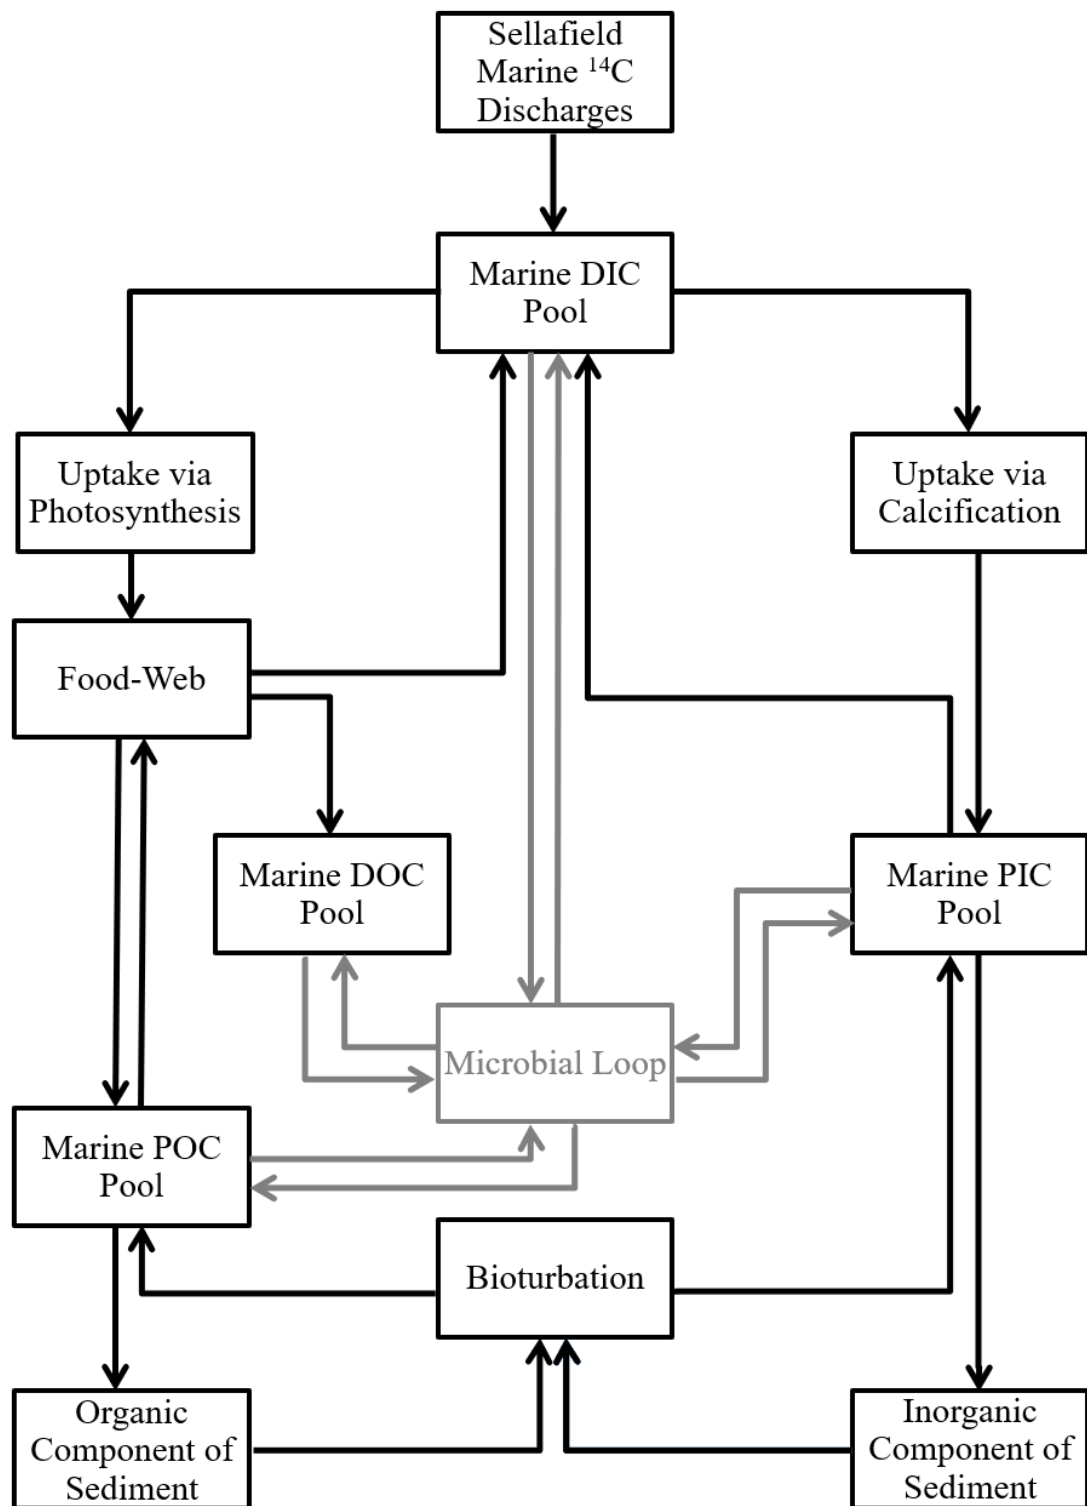 Sellafield
Marine ¹⁴C
Discharges
Marine DIC
Pool
Uptake via
Photosynthesis
Uptake via
Calcification
Food-Web
Marine DOC
Pool
Marine PIC
Pool
Microbial Loop
Marine POC
Pool
Bioturbation
Organic
Component of
Sediment
Inorganic
Component of
Sediment